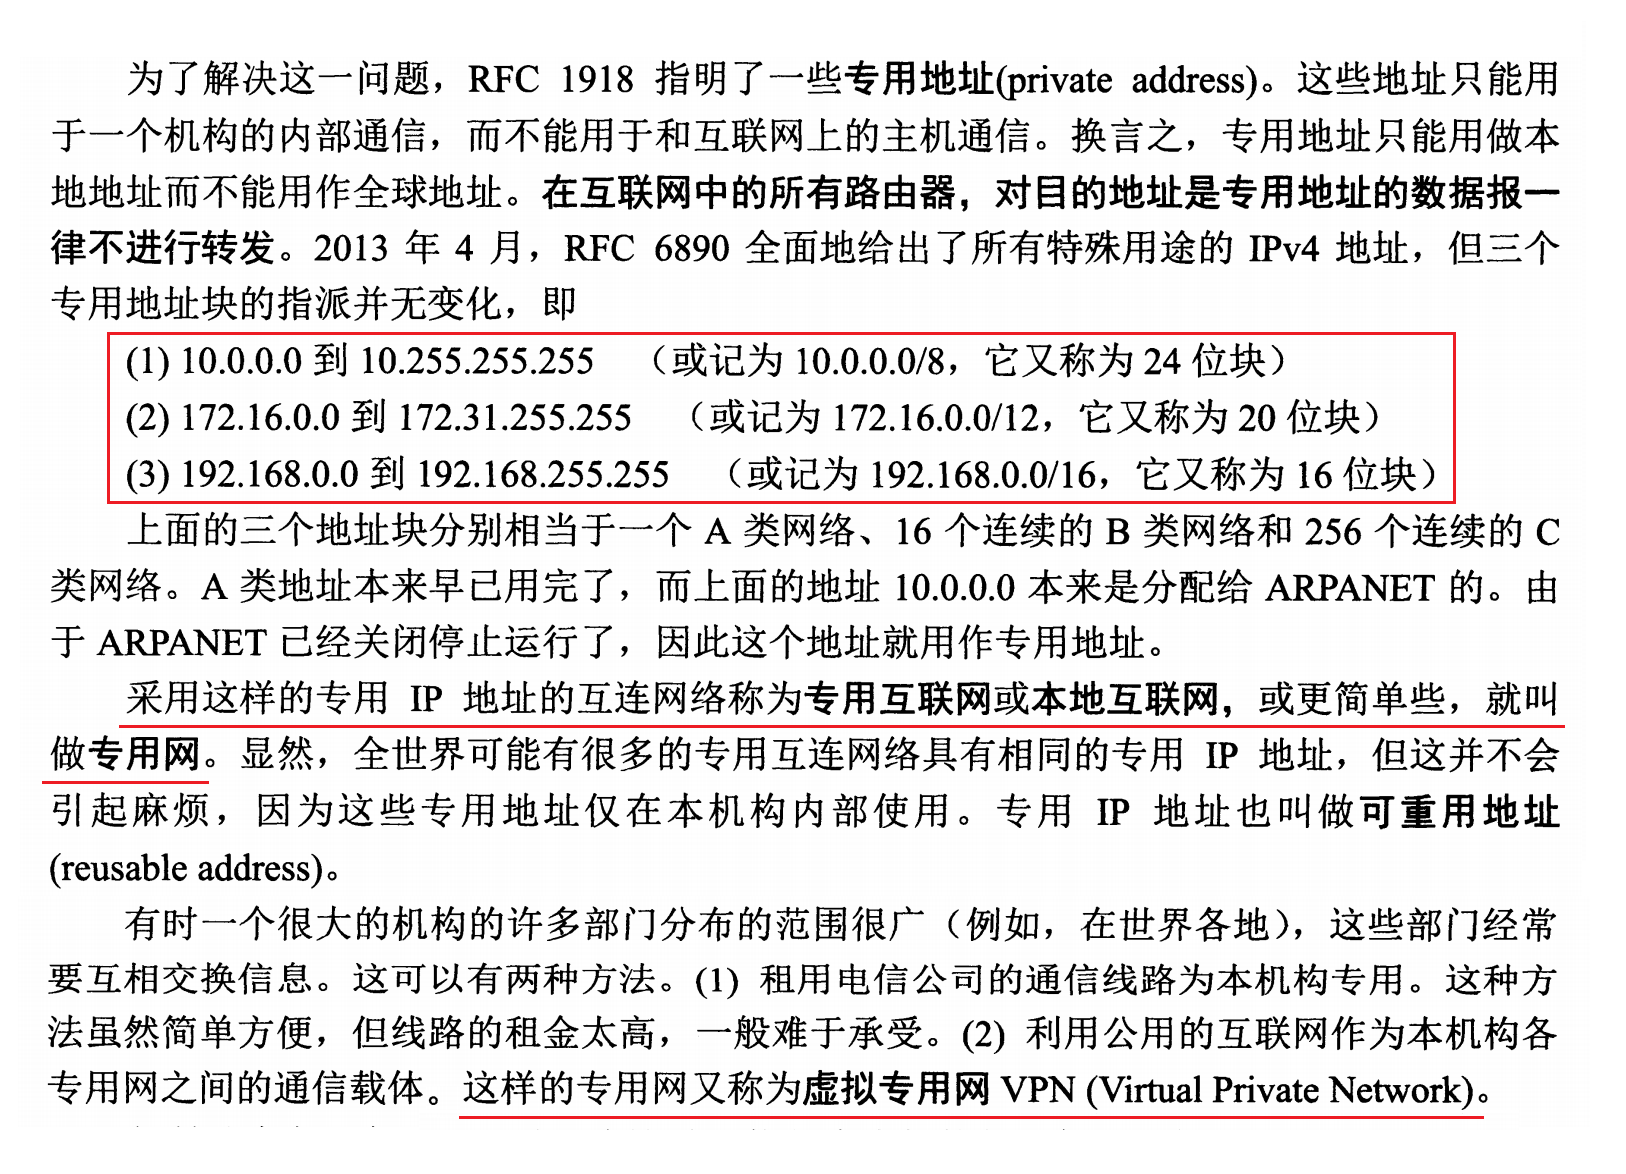 为了解决这一问题，RFC 1918 指明了一些专用地址(private address)。这些地址只能用
于一个机构的内部通信，而不能用于和互联网上的主机通信。换言之，专用地址只能用做本
地地址而不能用作全球地址。在互联网中的所有路由器，对目的地址是专用地址的数据报一
律不进行转发。2013 年 4 月，RFC 6890 全面地给出了所有特殊用途的 IPv4 地址，但三个
专用地址块的指派并无变化，即
(1) 10.0.0.0 到 10.255.255.255 （或记为 10.0.0.0/8，它又称为 24 位块）
(2) 172.16.0.0 到 172.31.255.255 （或记为 172.16.0.0/12，它又称为 20 位块）
(3) 192.168.0.0 到 192.168.255.255 （或记为 192.168.0.0/16，它又称为 16 位块）
上面的三个地址块分别相当于一个 A 类网络、16 个连续的 B 类网络和 256 个连续的 C
类网络。A 类地址本来早已用完了，而上面的地址 10.0.0.0 本来是分配给 ARPANET 的。由
于 ARPANET 已经关闭停止运行了，因此这个地址就用作专用地址。
采用这样的专用 IP 地址的互连网络称为专用互联网或本地互联网，或更简单些，就叫
做专用网。显然，全世界可能有很多的专用互连网络具有相同的专用 IP 地址，但这并不会
引起麻烦，因为这些专用地址仅在本机构内部使用。专用 IP 地址也叫做可重用地址
(reusable address)。
有时一个很大的机构的许多部门分布的范围很广（例如，在世界各地），这些部门经常
要互相交换信息。这可以有两种方法。(1) 租用电信公司的通信线路为本机构专用。这种方
法虽然简单方便，但线路的租金太高，一般难于承受。(2) 利用公用的互联网作为本机构各
专用网之间的通信载体。这样的专用网又称为虚拟专用网 VPN (Virtual Private Network)。